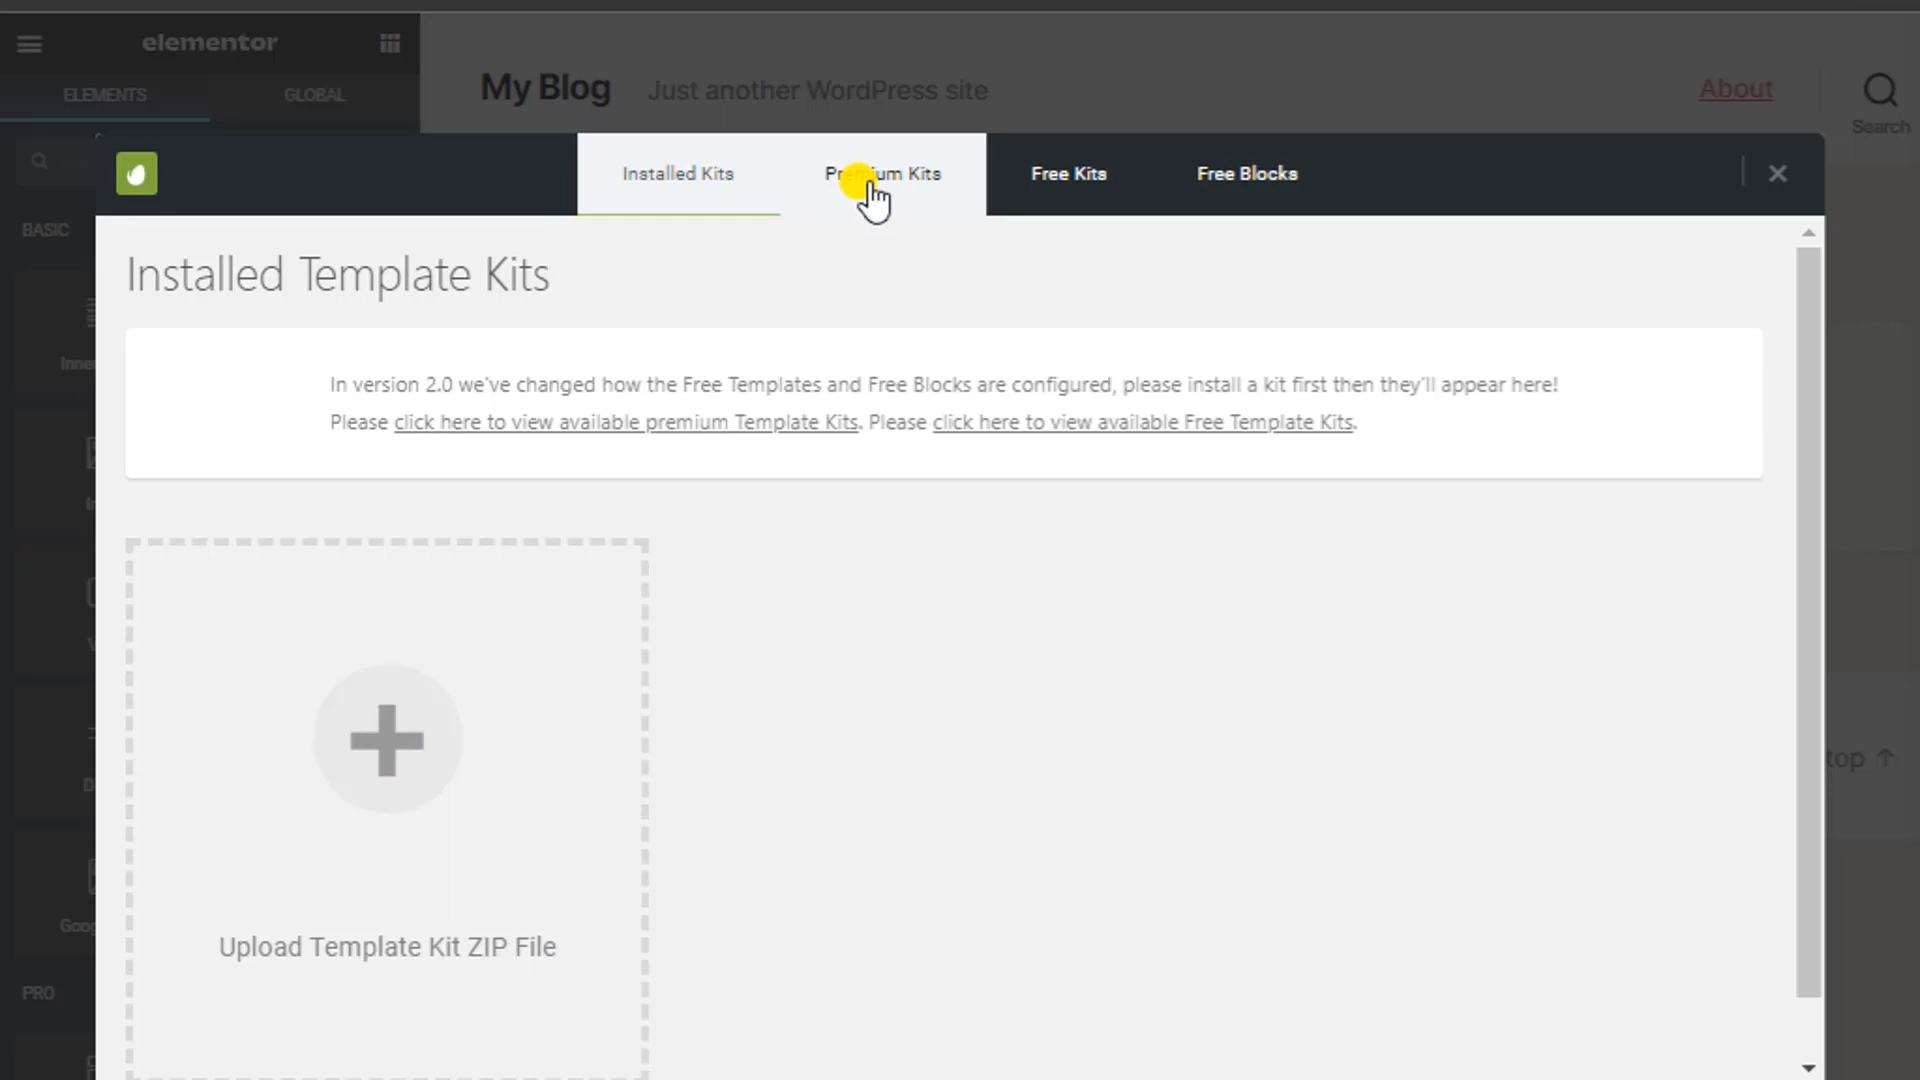 elementor
ELEMENTS
GLOBAL
My Blog
Just another WordPress site
About
Search
Installed Kits
Premium Kits
Free Kits
Free Blocks
BASIC
Installed Template Kits
In version 2.0 we've changed how the Free Templates and Free Blocks are configured, please install a kit first then they'll appear here!
Please click here to view available premium Template Kits. Please click here to view available Free Template Kits.
Upload Template Kit ZIP File
top ↑
PRO